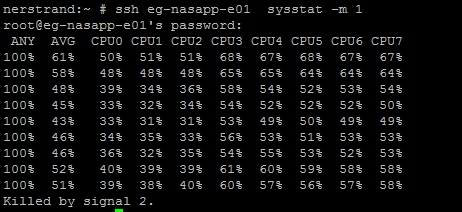 nerstrand:~ # ssh eg-nasapp-e01  sysstat -m 1
root@eg-nasapp-e01's password:
 ANY  AVG  CPU0 CPU1 CPU2 CPU3 CPU4 CPU5 CPU6 CPU7
100%  61%   50%  51%  51%  68%  67%  68%  67%  67%
100%  58%   48%  48%  48%  65%  65%  64%  64%  64%
100%  48%   39%  34%  36%  58%  54%  52%  53%  54%
100%  45%   33%  32%  34%  54%  52%  52%  52%  50%
100%  43%   33%  31%  31%  53%  49%  50%  49%  49%
100%  46%   34%  35%  33%  56%  53%  51%  53%  53%
100%  46%   36%  32%  35%  54%  55%  53%  52%  53%
100%  52%   40%  39%  39%  61%  60%  59%  58%  58%
100%  51%   39%  38%  40%  60%  57%  56%  57%  58%
Killed by signal 2.